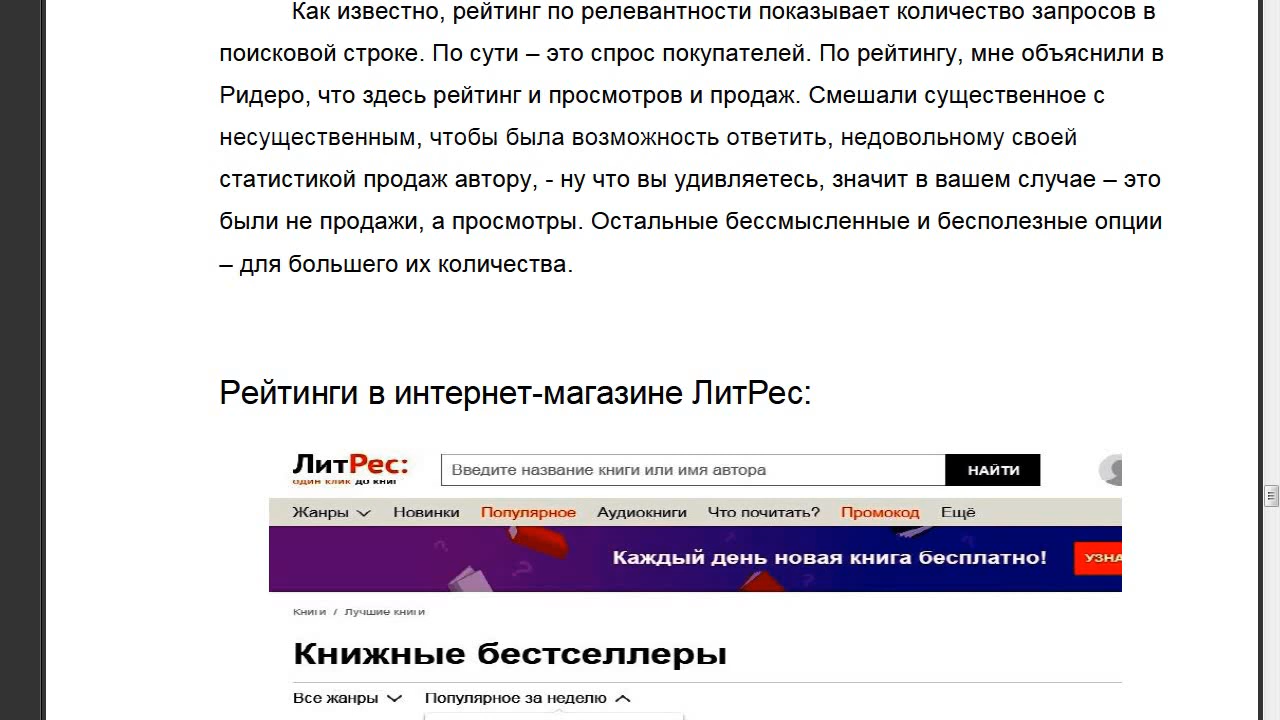 Как известно, рейтинг по релевантности показывает количество запросов в
поисковой строке. По сути – это спрос покупателей. По рейтингу, мне объяснили в
Ридеро, что здесь рейтинг и просмотров и продаж. Смешали существенное с
несущественным, чтобы была возможность ответить, недовольному своей
статистикой продаж автору, - ну что вы удивляетесь, значит в вашем случае – это
были не продажи, а просмотры. Остальные бессмысленные и бесполезные опции
– для большего их количества.
Рейтинги в интернет-магазине ЛитРес:
ЛитРес:
один клик до книг
Введите название книги или имя автора
НАЙТИ
Жанры Новинки Популярное Аудиокниги Что почитать? Промокод Ещё
Каждый день новая книга бесплатно!
УЗНА
Книги / Лучшие книги
Книжные бестселлеры
Все жанры Популярное за неделю